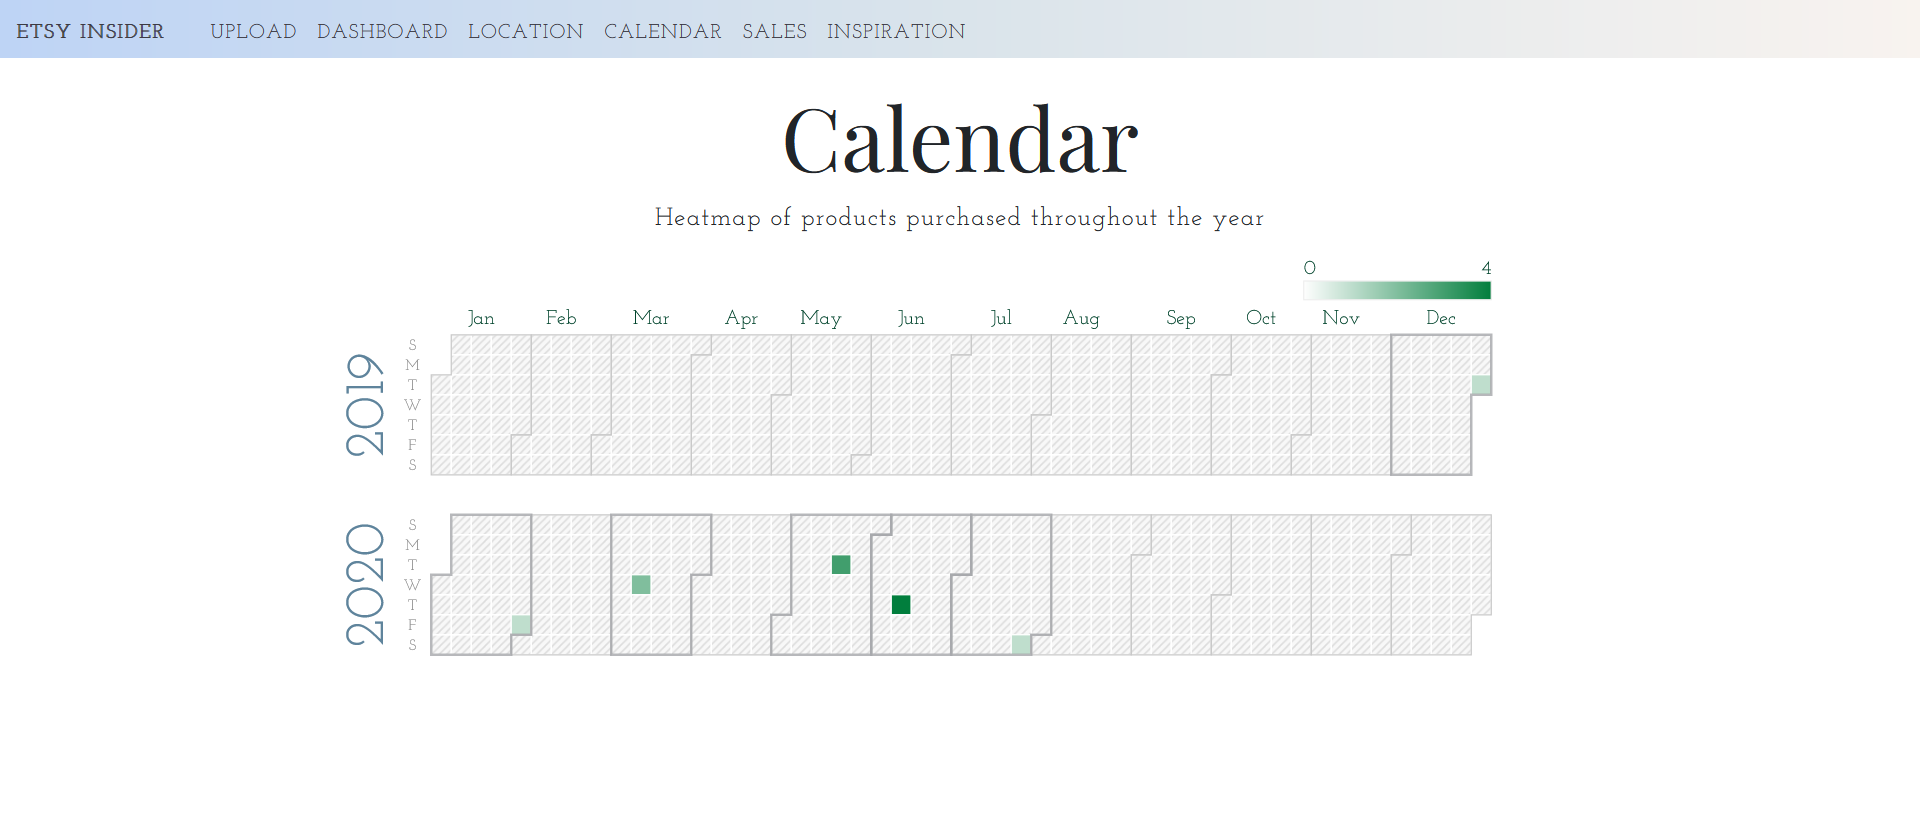 ETSY INSIDER UPLOAD DASHBOARD LOCATION CALENDAR SALES INSPIRATION
Calendar
Heatmap of products purchased throughout the year
0 4
Jan Feb Mar Apr May Jun Jul Aug Sep Oct Nov Dec
2019
S
M
T
W
T
F
S
2020
S
M
T
W
T
F
S